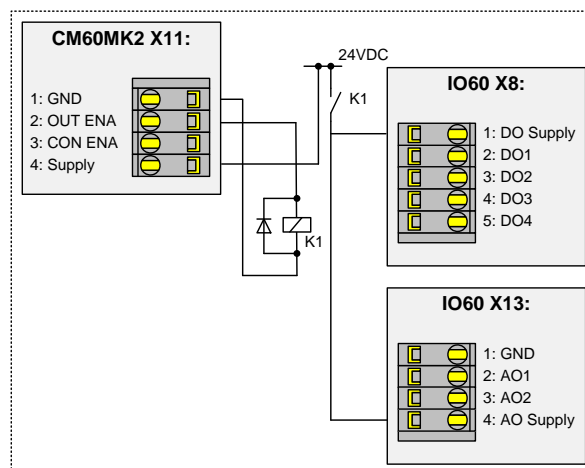 CM60MK2 X11:
1: GND
2: OUT ENA
3: CON ENA
4: Supply
24VDC
K1
K1
IO60 X8:
1: DO Supply
2: DO1
3: DO2
4: DO3
5: DO4
IO60 X13:
1: GND
2: AO1
3: AO2
4: AO Supply